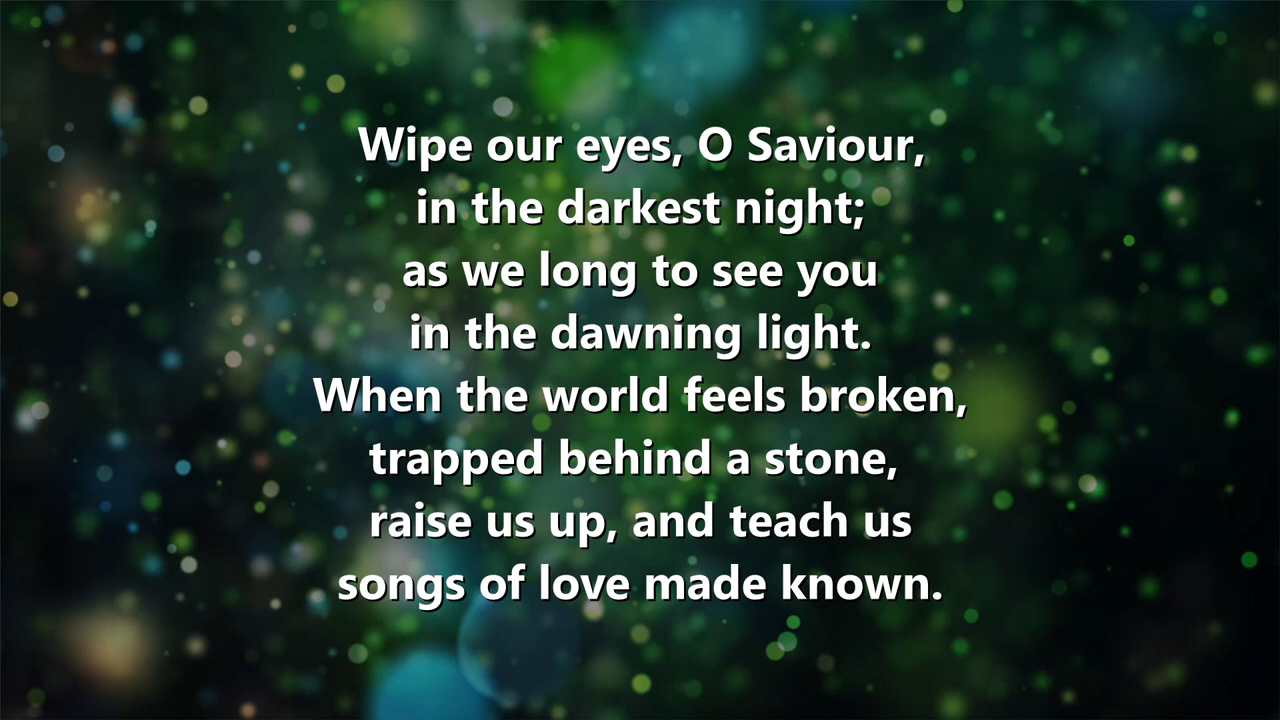 Wipe our eyes, O Saviour,
in the darkest night;
as we long to see you
in the dawning light.
When the world feels broken,
trapped behind a stone,
raise us up, and teach us
songs of love made known.